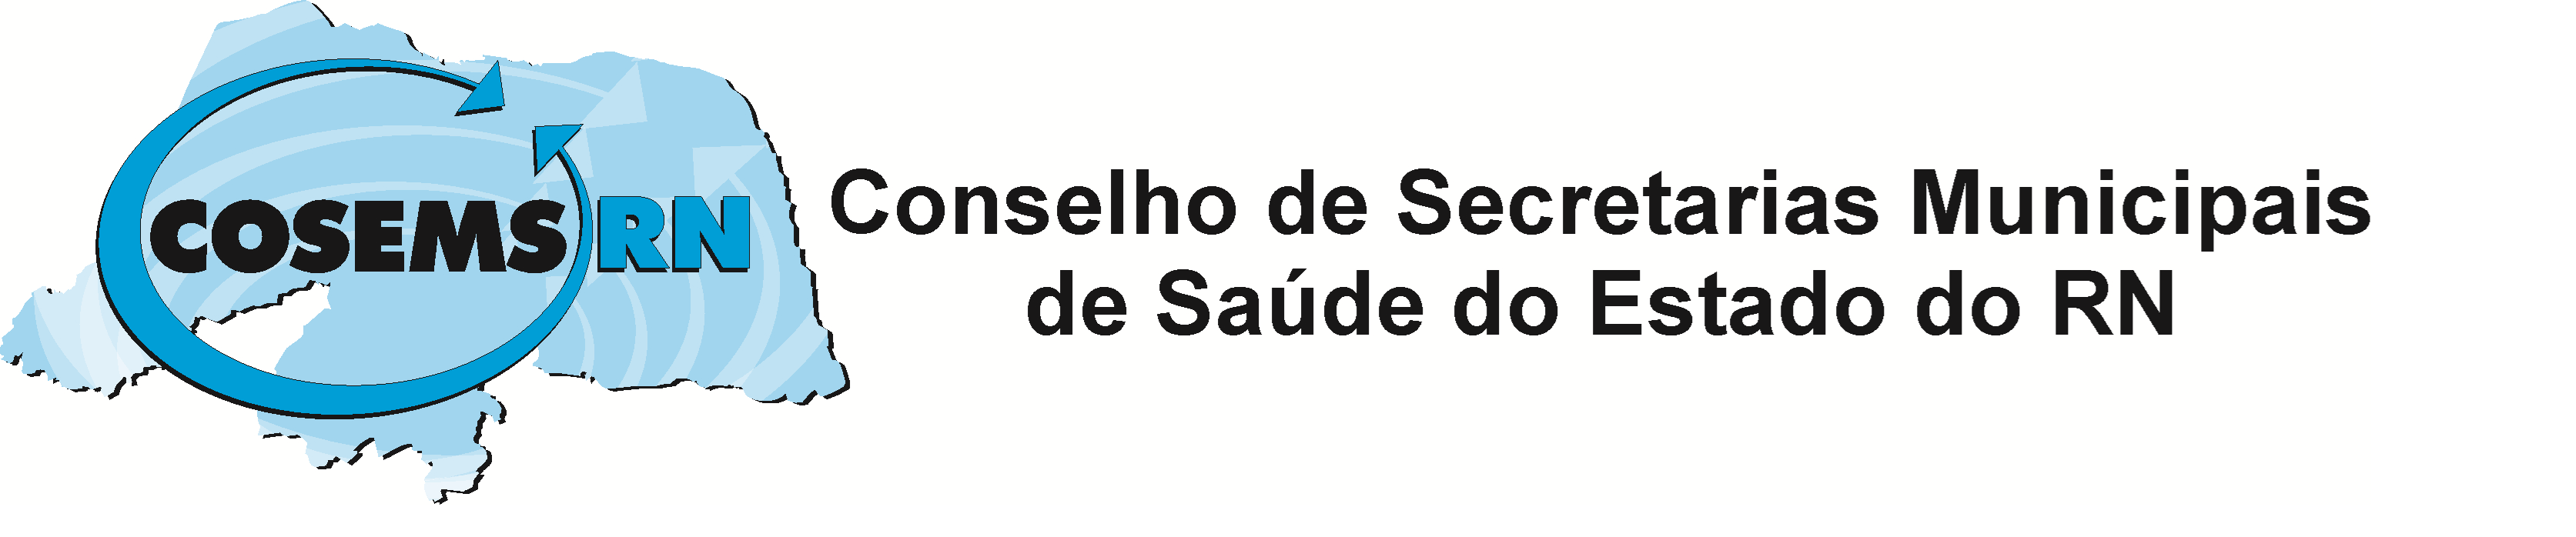 COSEMS RN
Conselho de Secretarias Municipais
de Saúde do Estado do RN